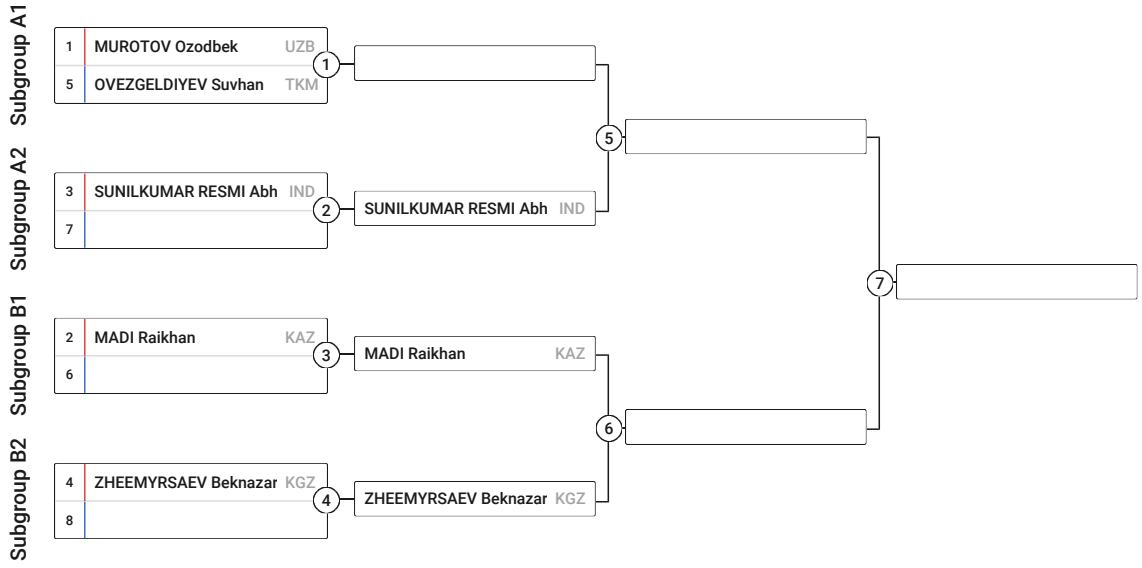 Subgroup A1
1 MUROTOV Ozodbek UZB
5 OVEZGELDIYEV Suvhan TKM
1
Subgroup A2
3 SUNILKUMAR RESMI Abh IND
7
2
SUNILKUMAR RESMI Abh IND
5
Subgroup B1
2 MADI Raikhan KAZ
6
3
MADI Raikhan KAZ
Subgroup B2
4 ZHEEMYRSAEV Beknazar KGZ
8
4
ZHEEMYRSAEV Beknazar KGZ
6
7